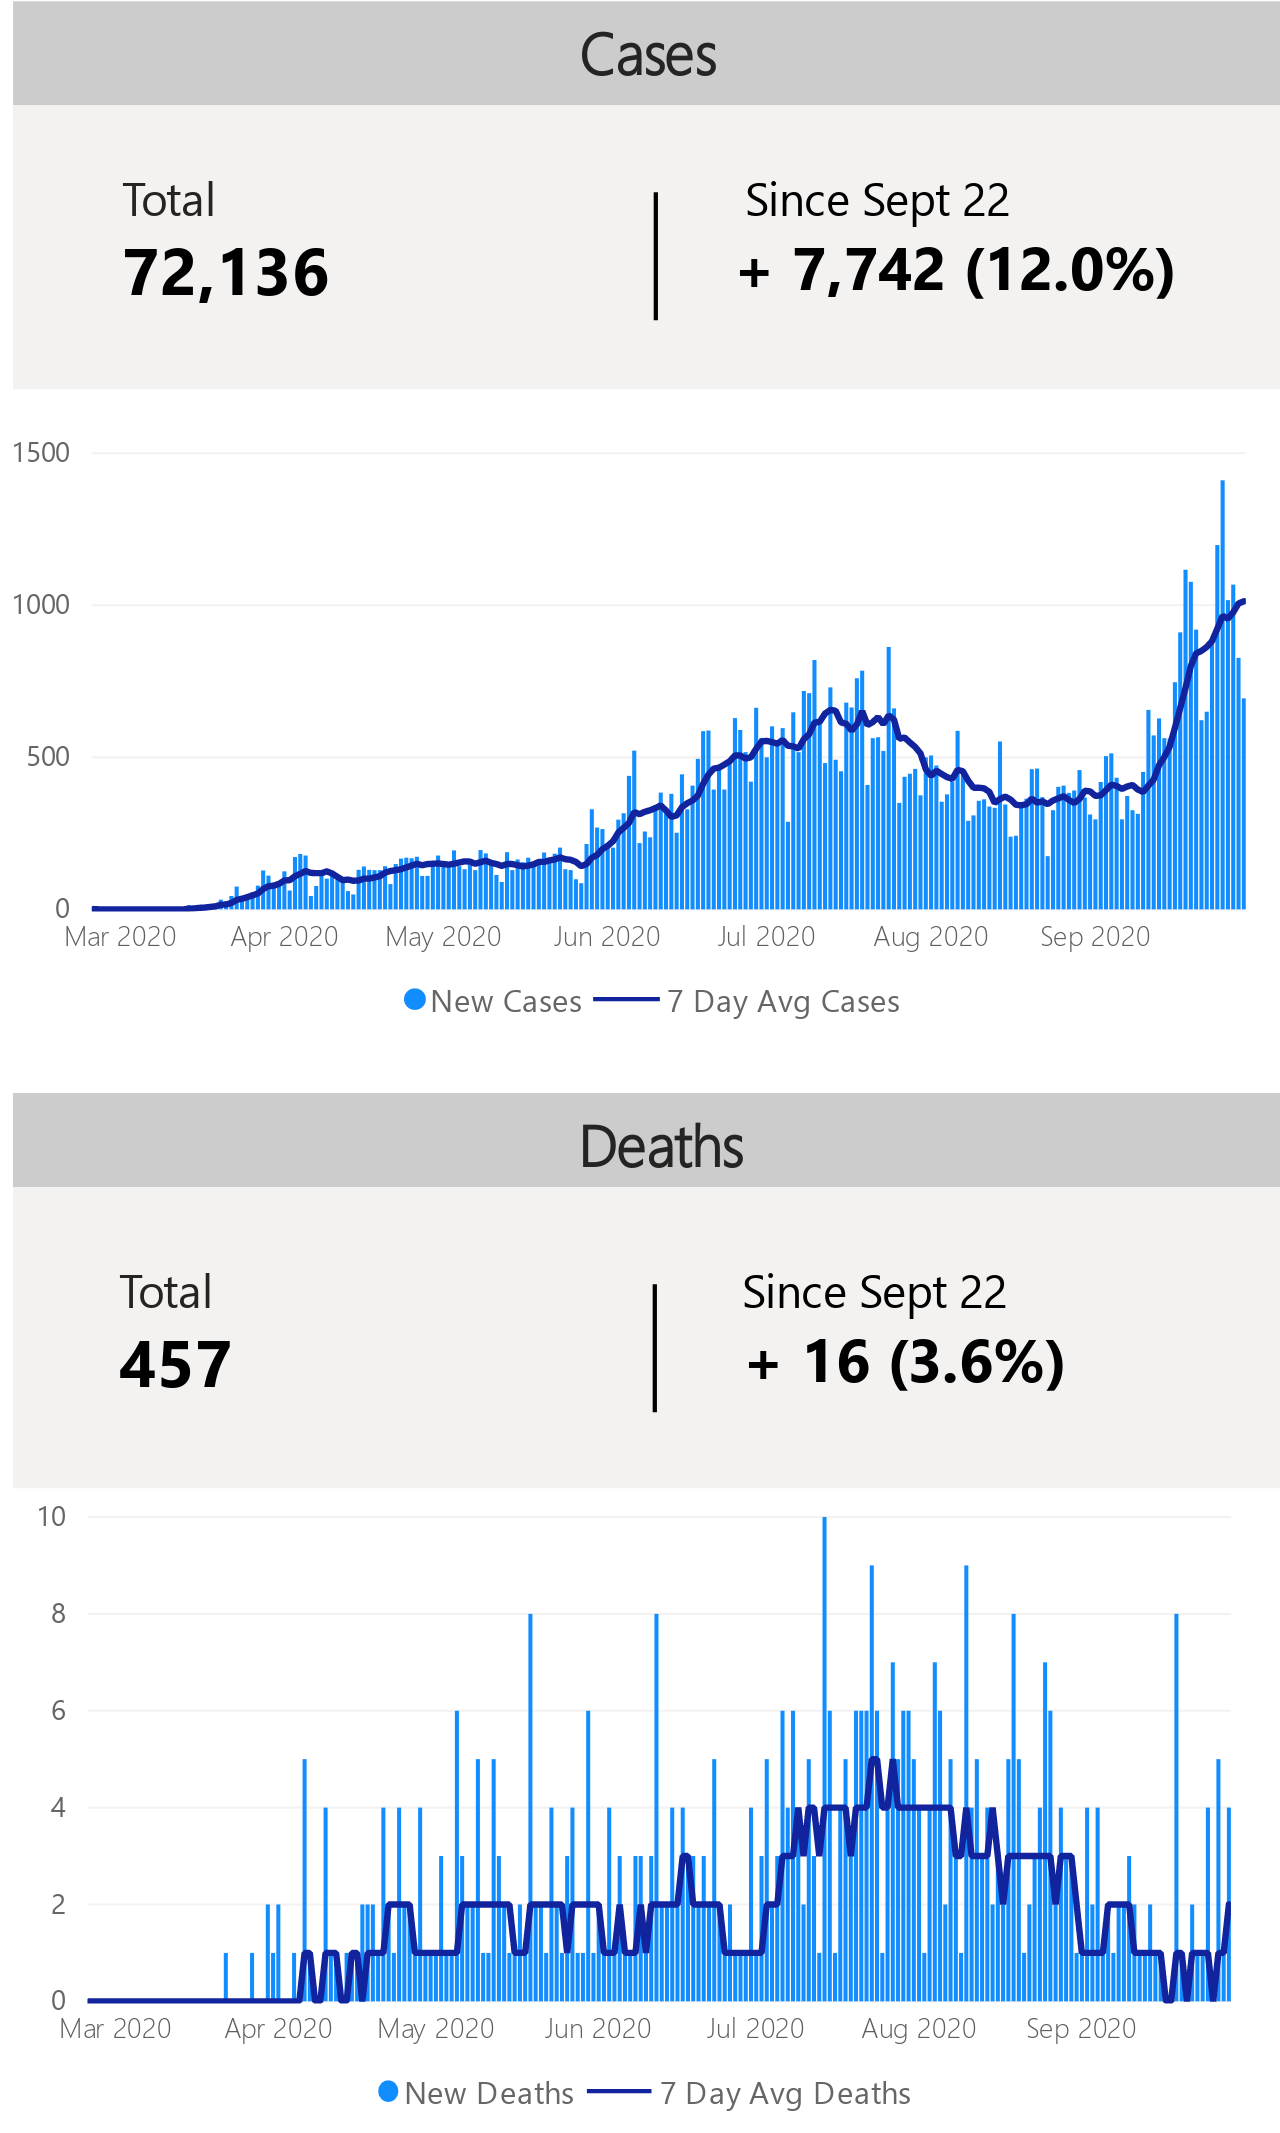 Cases
Total
Since Sept 22
72,136
+ 7,742 (12.0%)
1500
1000
500
0
Mar 2020 Apr 2020 May 2020 Jun 2020 Jul 2020 Aug 2020 Sep 2020
New Cases 7 Day Avg Cases
Deaths
Total
Since Sept 22
457
+ 16 (3.6%)
10
8
6
4
2
0
Mar 2020 Apr 2020 May 2020 Jun 2020 Jul 2020 Aug 2020 Sep 2020
New Deaths 7 Day Avg Deaths